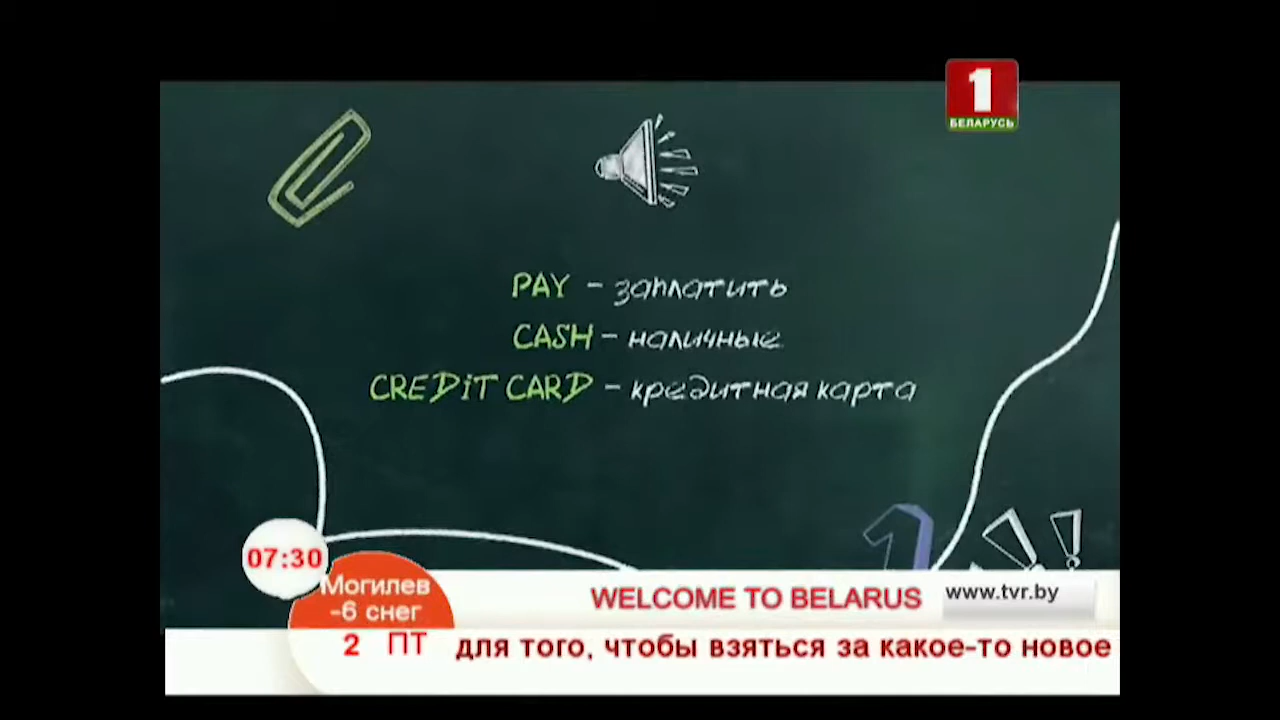 1
БЕЛАРУСЬ
PAY – заплатить
CASH – наличные
CREDiT CARD – кредитная карта
07:30
Могилев
-6 снег
WELCOME TO BELARUS
www.tvr.by
2 ПТ
для того, чтобы взяться за какое-то новое